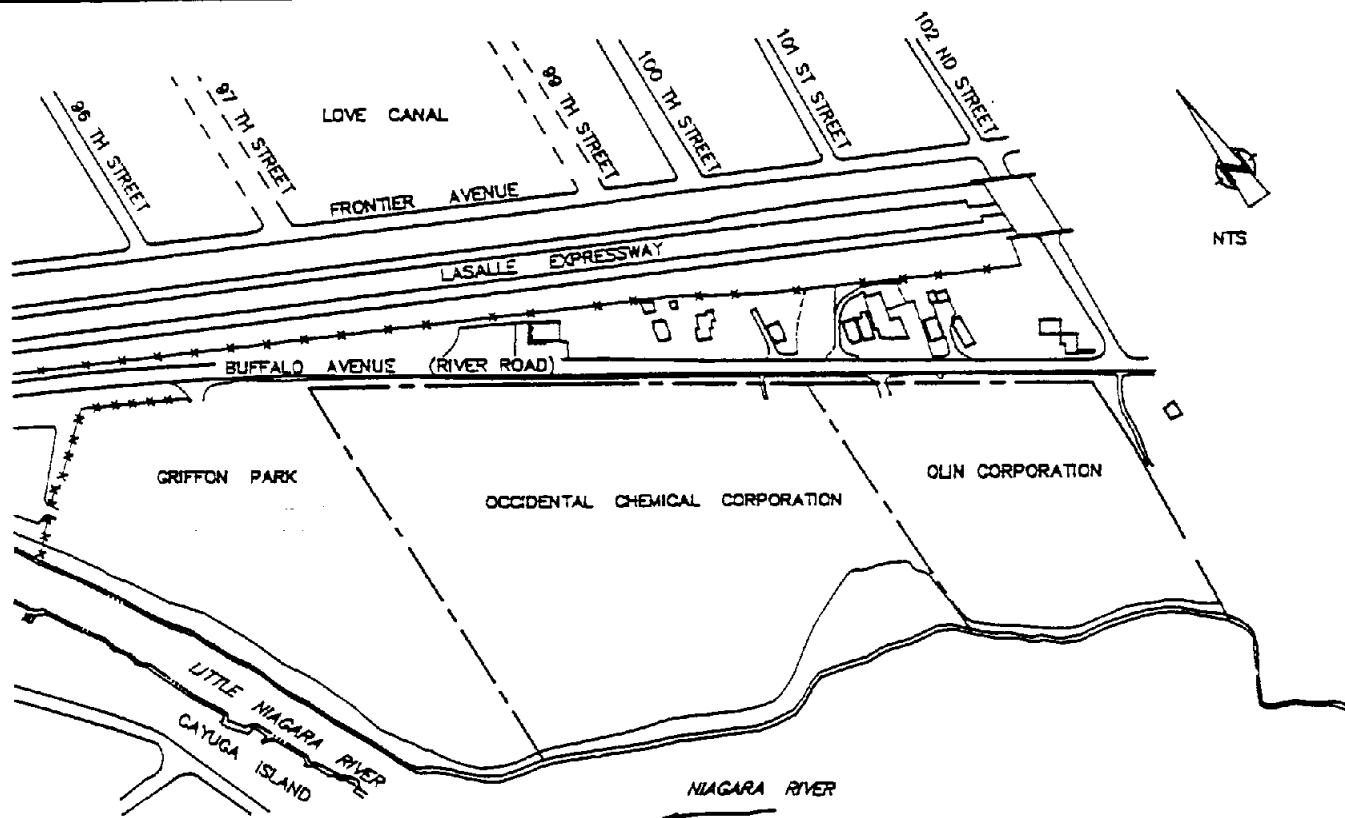 96 TH STREET
97 TH STREET
LOVE CANAL
99 TH STREET
100 TH STREET
101 ST STREET
102 ND STREET
FRONTIER AVENUE
NTS
LASALLE EXPRESSWAY
BUFFALO AVENUE (RIVER ROAD)
GRIFFON PARK
OCCIDENTAL CHEMICAL CORPORATION
OLIN CORPORATION
LITTLE NIAGARA RIVER
CAYUGA ISLAND
NIAGARA RIVER